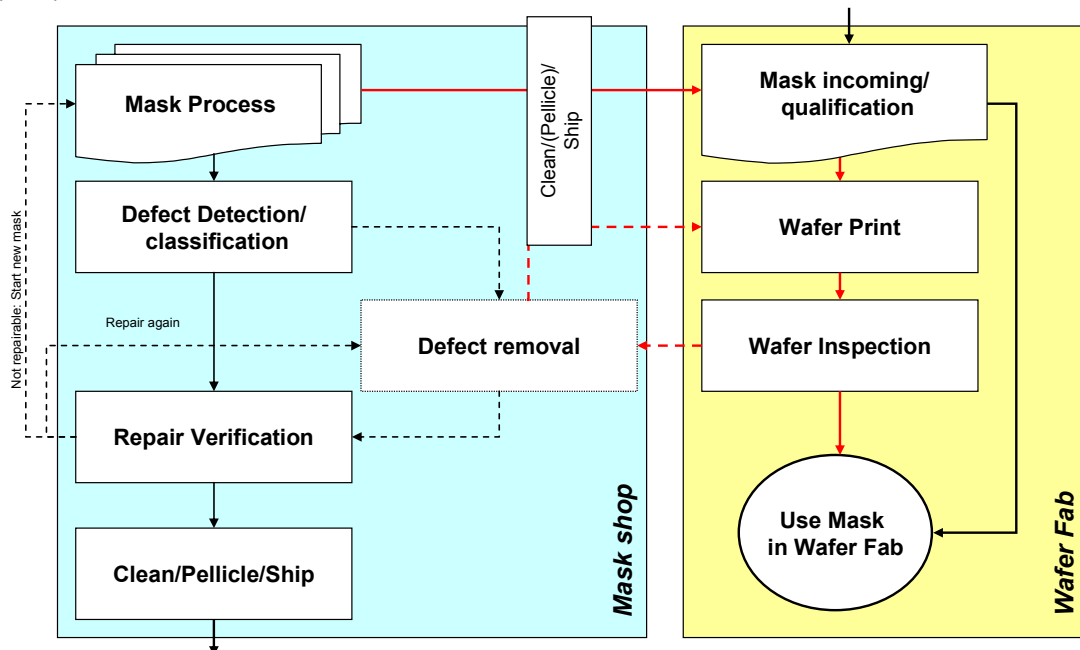 Mask Process
Defect Detection/
classification
Not repairable: Start new mask
Repair again
Defect removal
Repair Verification
Clean/Pellicle/Ship
Clean/(Pellicle)/
Ship
Mask shop
Mask incoming/
qualification
Wafer Print
Wafer Inspection
Use Mask
in Wafer Fab
Wafer Fab